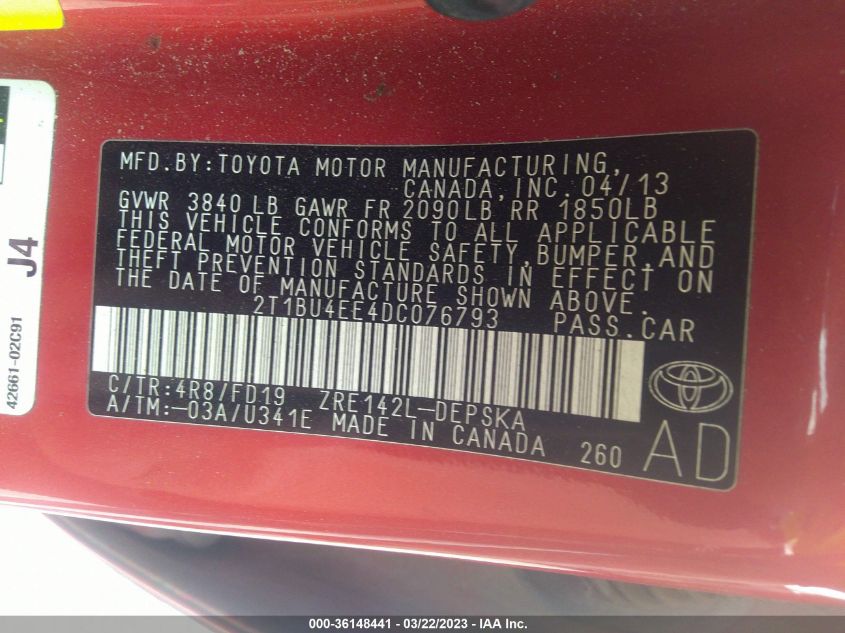 MFD.BY:TOYOTA MOTOR MANUFACTURING,
CANADA, INC. 04/13
GVWR 3840 LB GAWR FR 2090LB RR 1850LB
THIS VEHICLE CONFORMS TO ALL APPLICABLE
FEDERAL MOTOR VEHICLE SAFETY, BUMPER, AND
THEFT PREVENTION STANDARDS IN EFFECT ON
THE DATE OF MANUFACTURE SHOWN ABOVE.
2T1BU4EE4DC076793 PASS.CAR
C/TR:4R8/FD19 ZRE142L-DEPSKA
A/TM:-03A/U341E MADE IN CANADA 260
AD
J4
42661-02C91
000-36148441 - 03/22/2023 - IAA Inc.